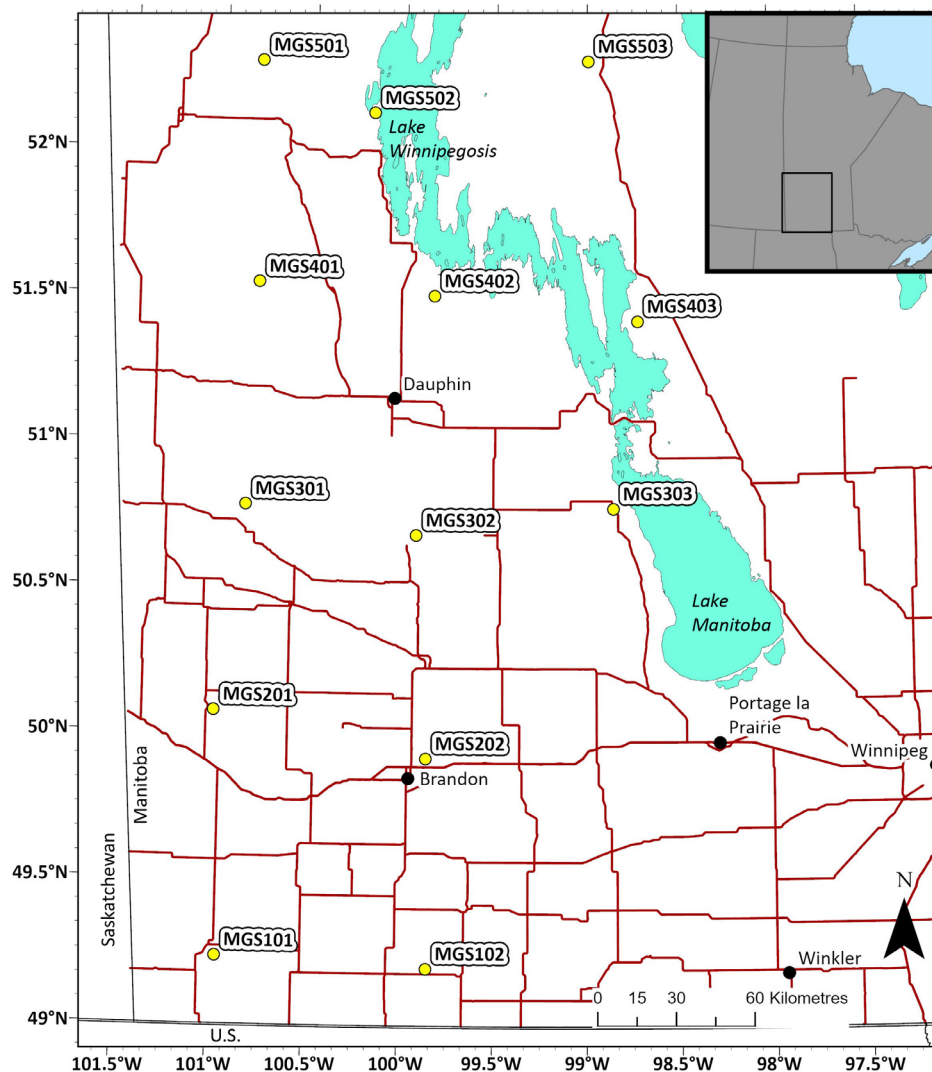 MGS501
MGS503
MGS502
Lake
Winnipegosis
52°N
MGS401
MGS402
51.5°N
MGS403
Dauphin
51°N
MGS301
MGS302
MGS303
50.5°N
Lake
Manitoba
MGS201
50°N
Portage la
Prairie
MGS202
Winnipeg
Brandon
Manitoba
Saskatchewan
49.5°N
N
MGS101
MGS102
Winkler
0 15 30 60 Kilometres
49°N
U.S.
101.5°W 101°W 100.5°W 100°W 99.5°W 99°W 98.5°W 98°W 97.5°W